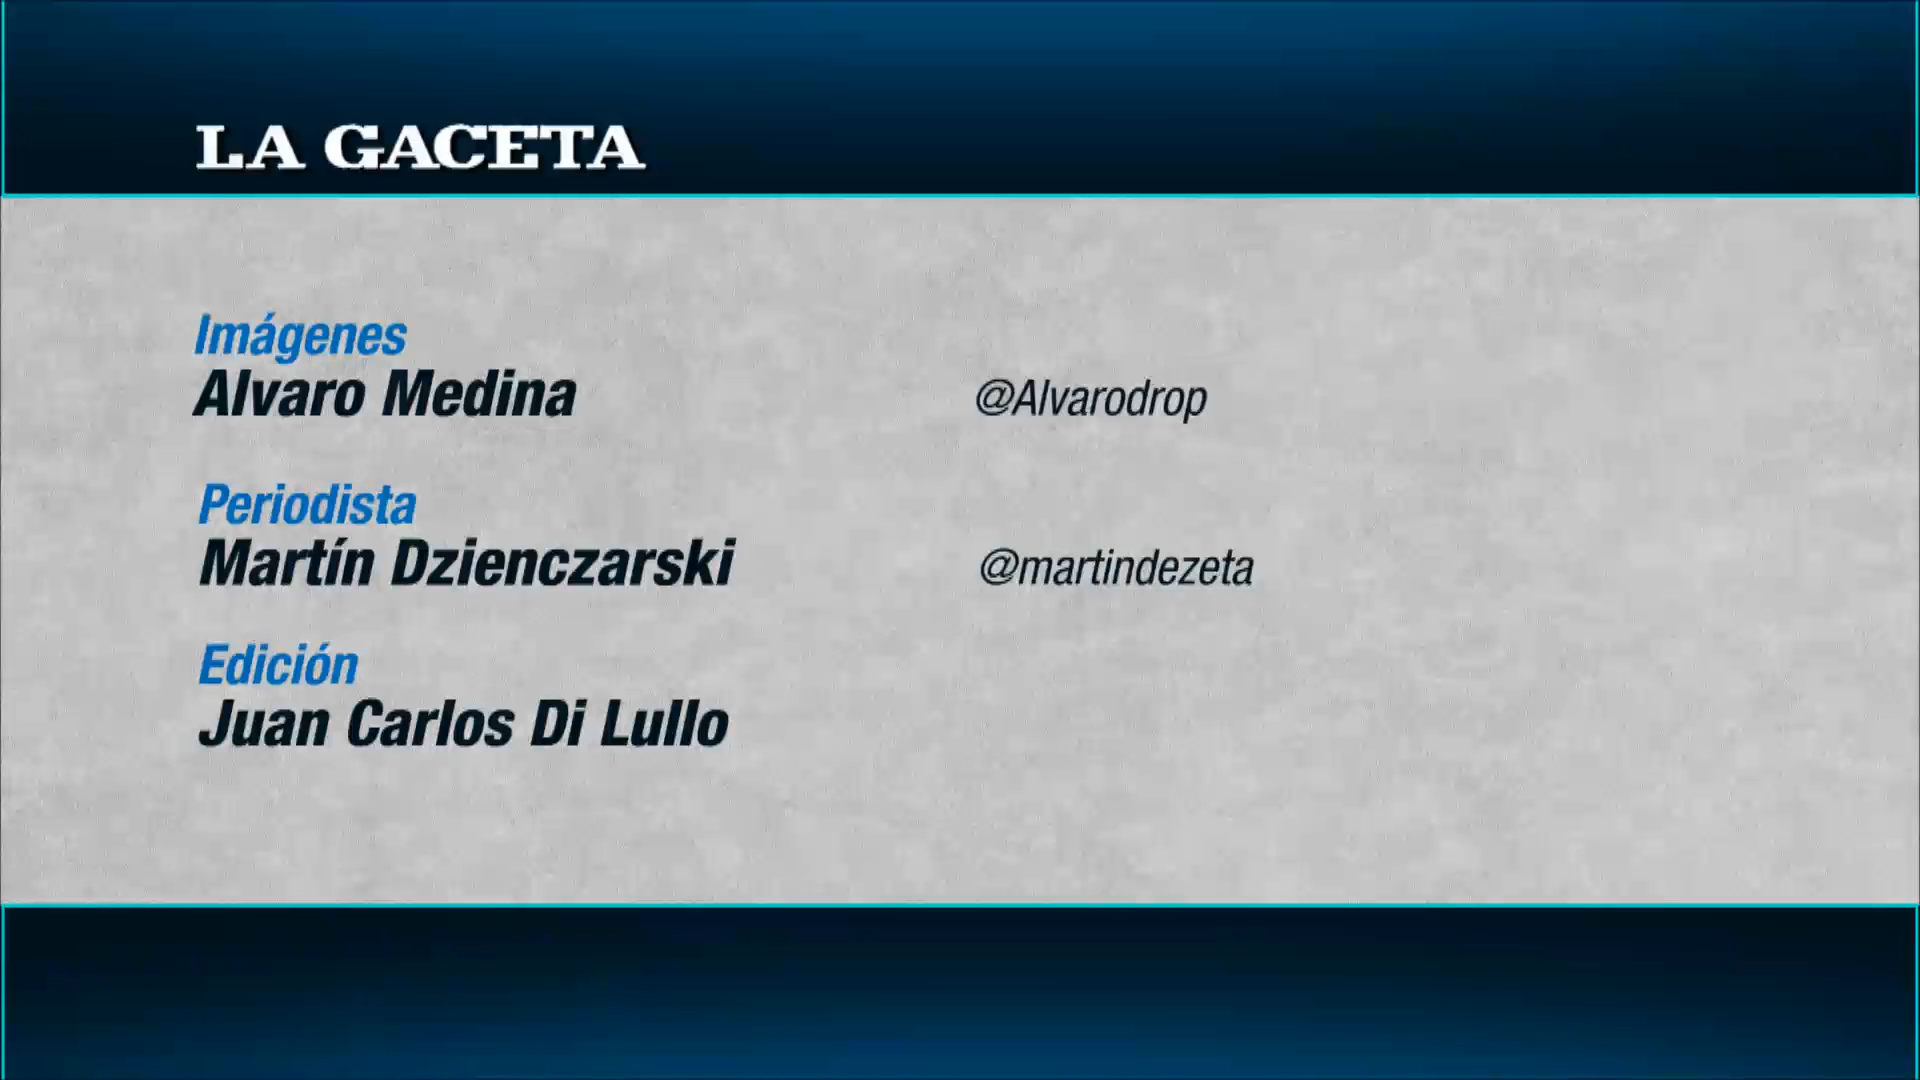 LA GACETA
Imágenes
Alvaro Medina @Alvarodrop
Periodista
Martín Dzienczarski @martindezeta
Edición
Juan Carlos Di Lullo